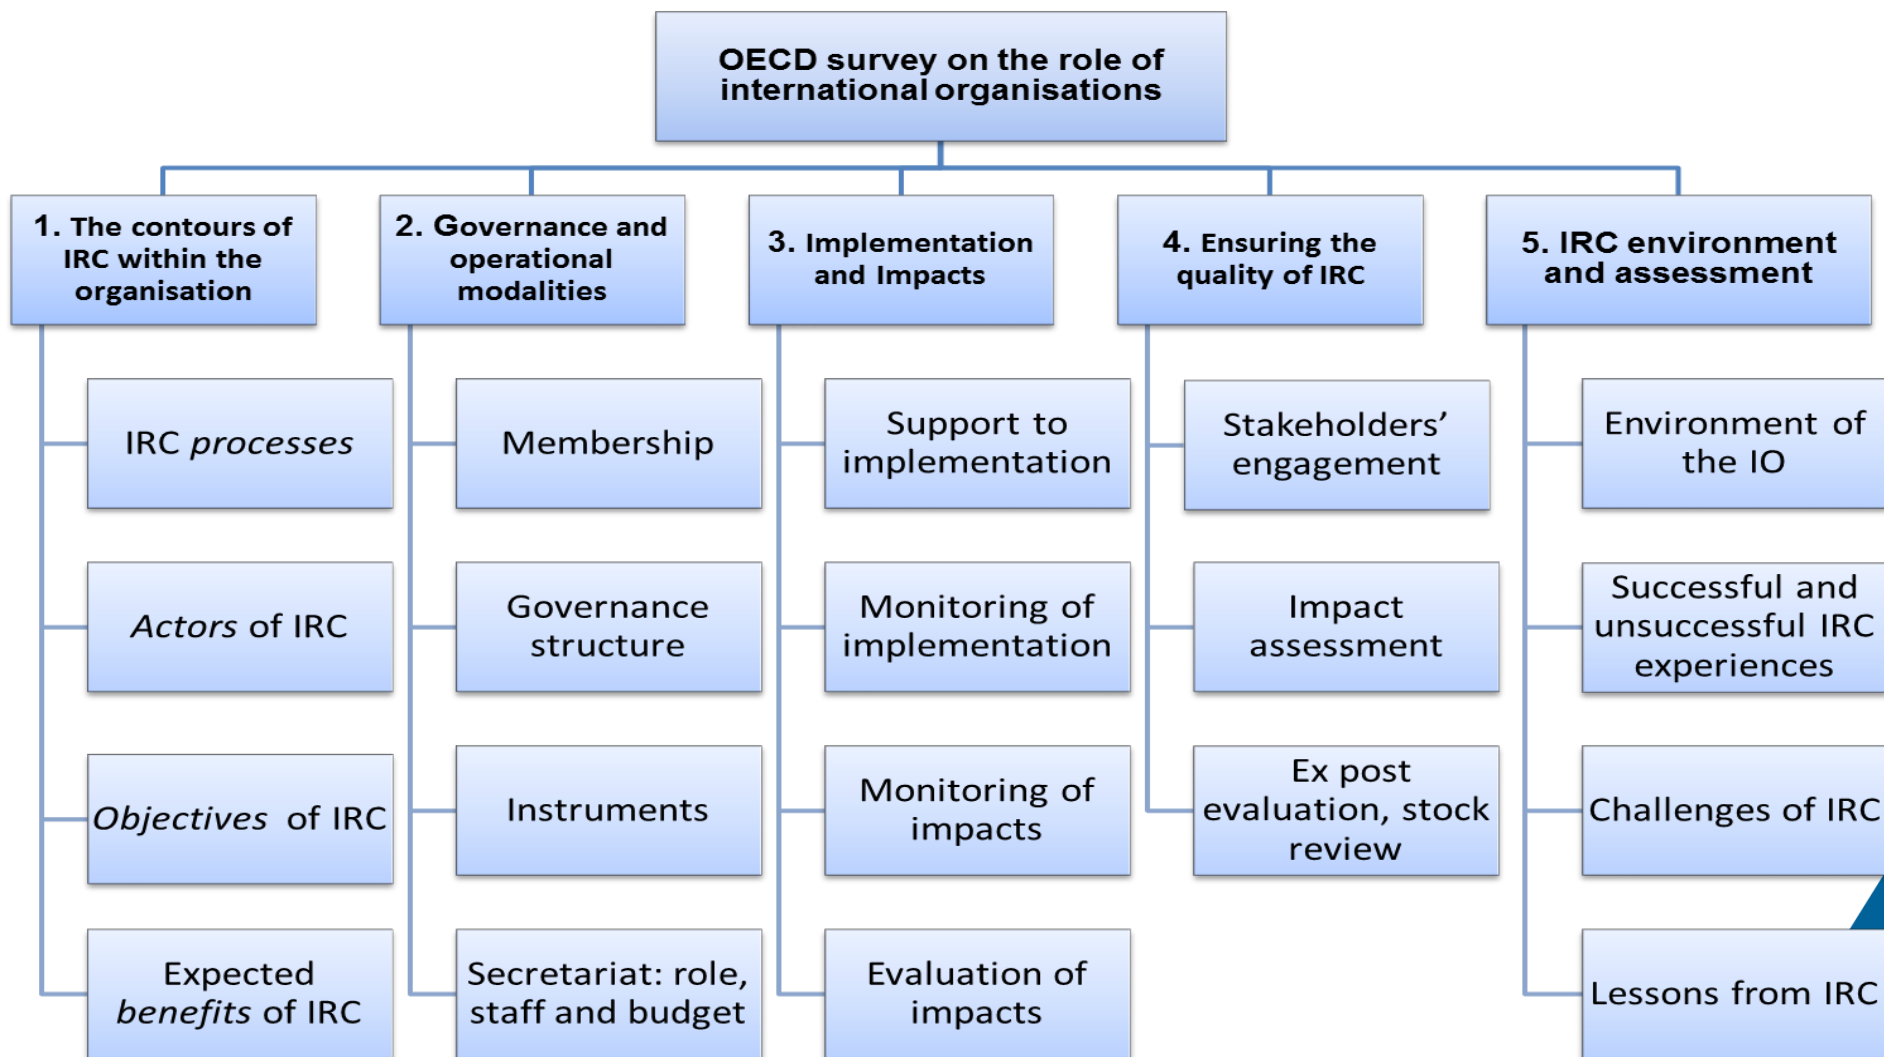 OECD survey on the role of
international organisations
1. The contours of
IRC within the
organisation
IRC processes
Actors of IRC
Objectives of IRC
Expected
benefits of IRC
2. Governance and
operational
modalities
Membership
Governance
structure
Instruments
Secretariat: role,
staff and budget
3. Implementation
and Impacts
Support to
implementation
Monitoring of
implementation
Monitoring of
impacts
Evaluation of
impacts
4. Ensuring the
quality of IRC
Stakeholders’
engagement
Impact
assessment
Ex post
evaluation, stock
review
5. IRC environment
and assessment
Environment of
the IO
Successful and
unsuccessful IRC
experiences
Challenges of IRC
Lessons from IRC